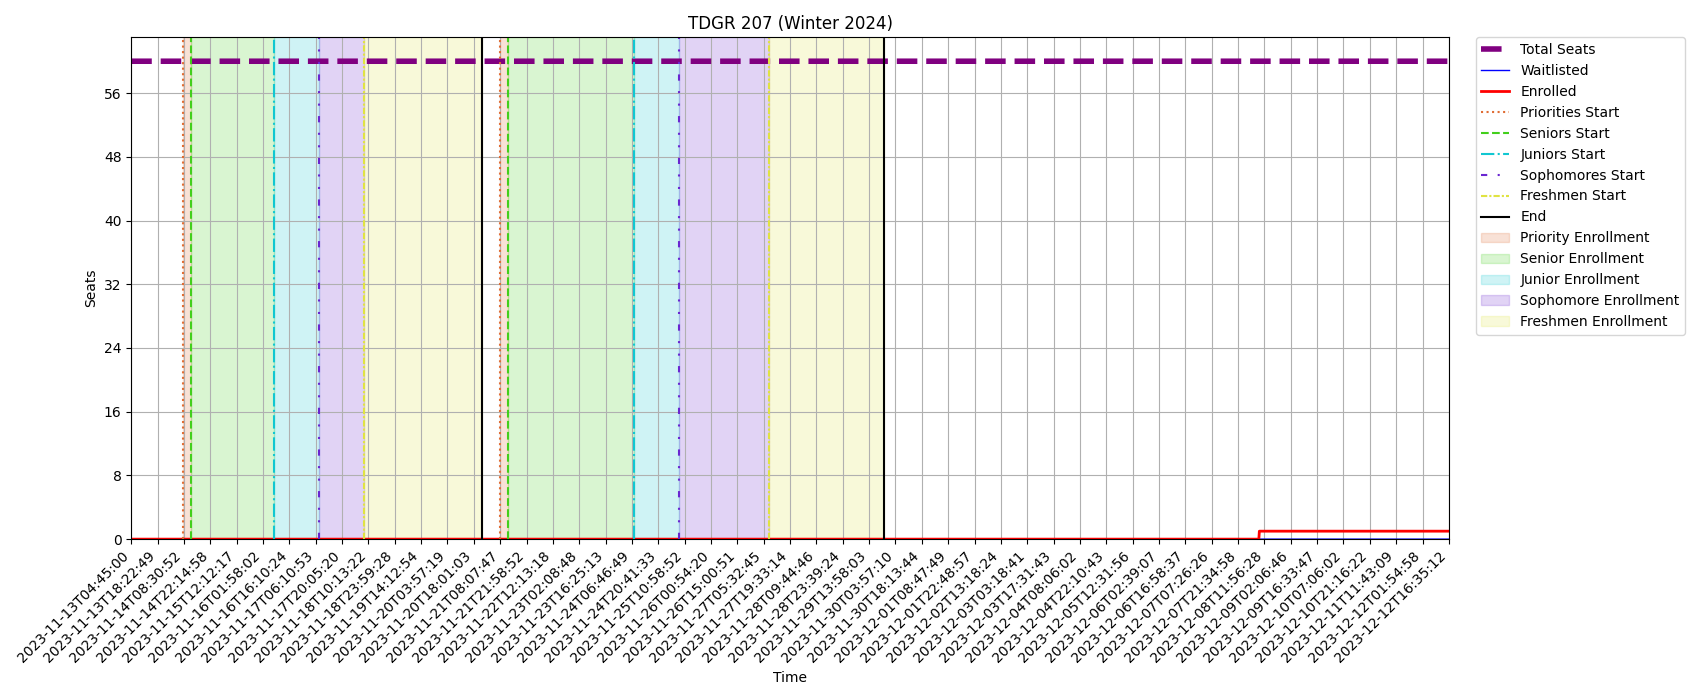 TDGR 207 (Winter 2024)
Seats
56
48
40
32
24
16
8
0
2023-11-13T04:45:00
2023-11-13T18:22:49
2023-11-14T08:30:52
2023-11-14T22:14:58
2023-11-15T12:12:17
2023-11-16T01:58:02
2023-11-16T16:10:24
2023-11-17T06:10:53
2023-11-17T20:05:20
2023-11-18T10:13:22
2023-11-18T23:59:28
2023-11-19T14:12:54
2023-11-20T03:57:19
2023-11-20T18:01:03
2023-11-21T08:07:47
2023-11-21T21:58:52
2023-11-22T12:13:18
2023-11-23T02:08:48
2023-11-23T16:25:13
2023-11-24T06:46:49
2023-11-24T20:41:33
2023-11-25T10:58:52
2023-11-26T00:54:20
2023-11-26T15:00:51
2023-11-27T05:32:45
2023-11-27T19:33:14
2023-11-28T09:44:46
2023-11-28T23:39:24
2023-11-29T13:58:03
2023-11-30T03:57:10
2023-11-30T18:13:44
2023-12-01T08:47:49
2023-12-01T22:48:57
2023-12-02T13:18:24
2023-12-03T03:18:41
2023-12-03T17:31:43
2023-12-04T08:06:02
2023-12-04T22:10:43
2023-12-05T12:31:56
2023-12-06T02:39:07
2023-12-06T16:58:37
2023-12-07T07:26:26
2023-12-07T21:34:58
2023-12-08T11:56:28
2023-12-09T02:06:46
2023-12-09T16:33:47
2023-12-10T07:06:02
2023-12-10T21:16:22
2023-12-11T11:43:09
2023-12-12T01:54:58
2023-12-12T16:35:12
Time
Total Seats
Waitlisted
Enrolled
Priorities Start
Seniors Start
Juniors Start
Sophomores Start
Freshmen Start
End
Priority Enrollment
Senior Enrollment
Junior Enrollment
Sophomore Enrollment
Freshmen Enrollment